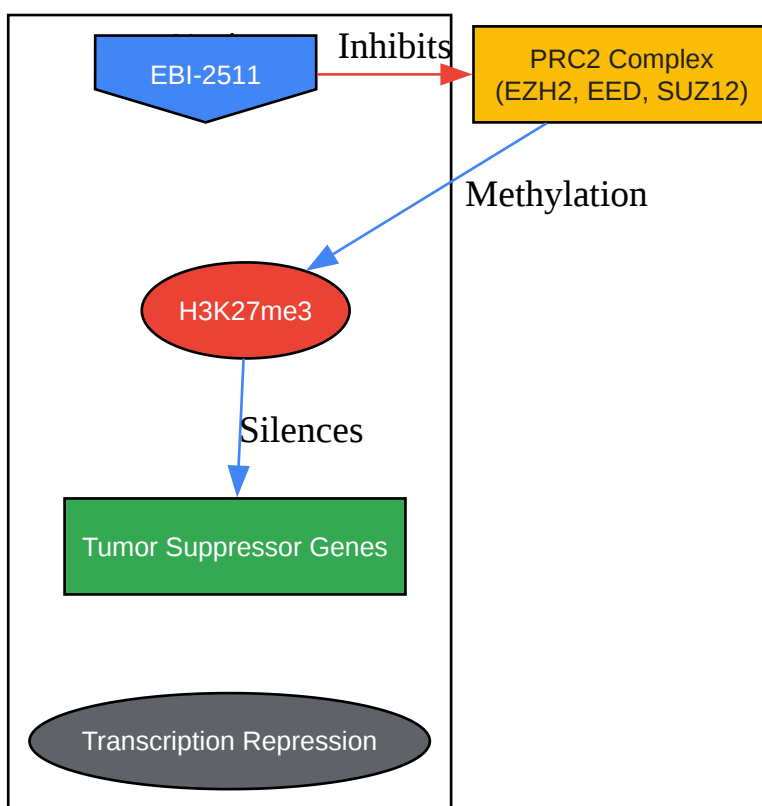 EBI-2511
Inhibits
PRC2 Complex
(EZH2, EED, SUZ12)
Methylation
H3K27me3
Silences
Tumor Suppressor Genes
Transcription Repression